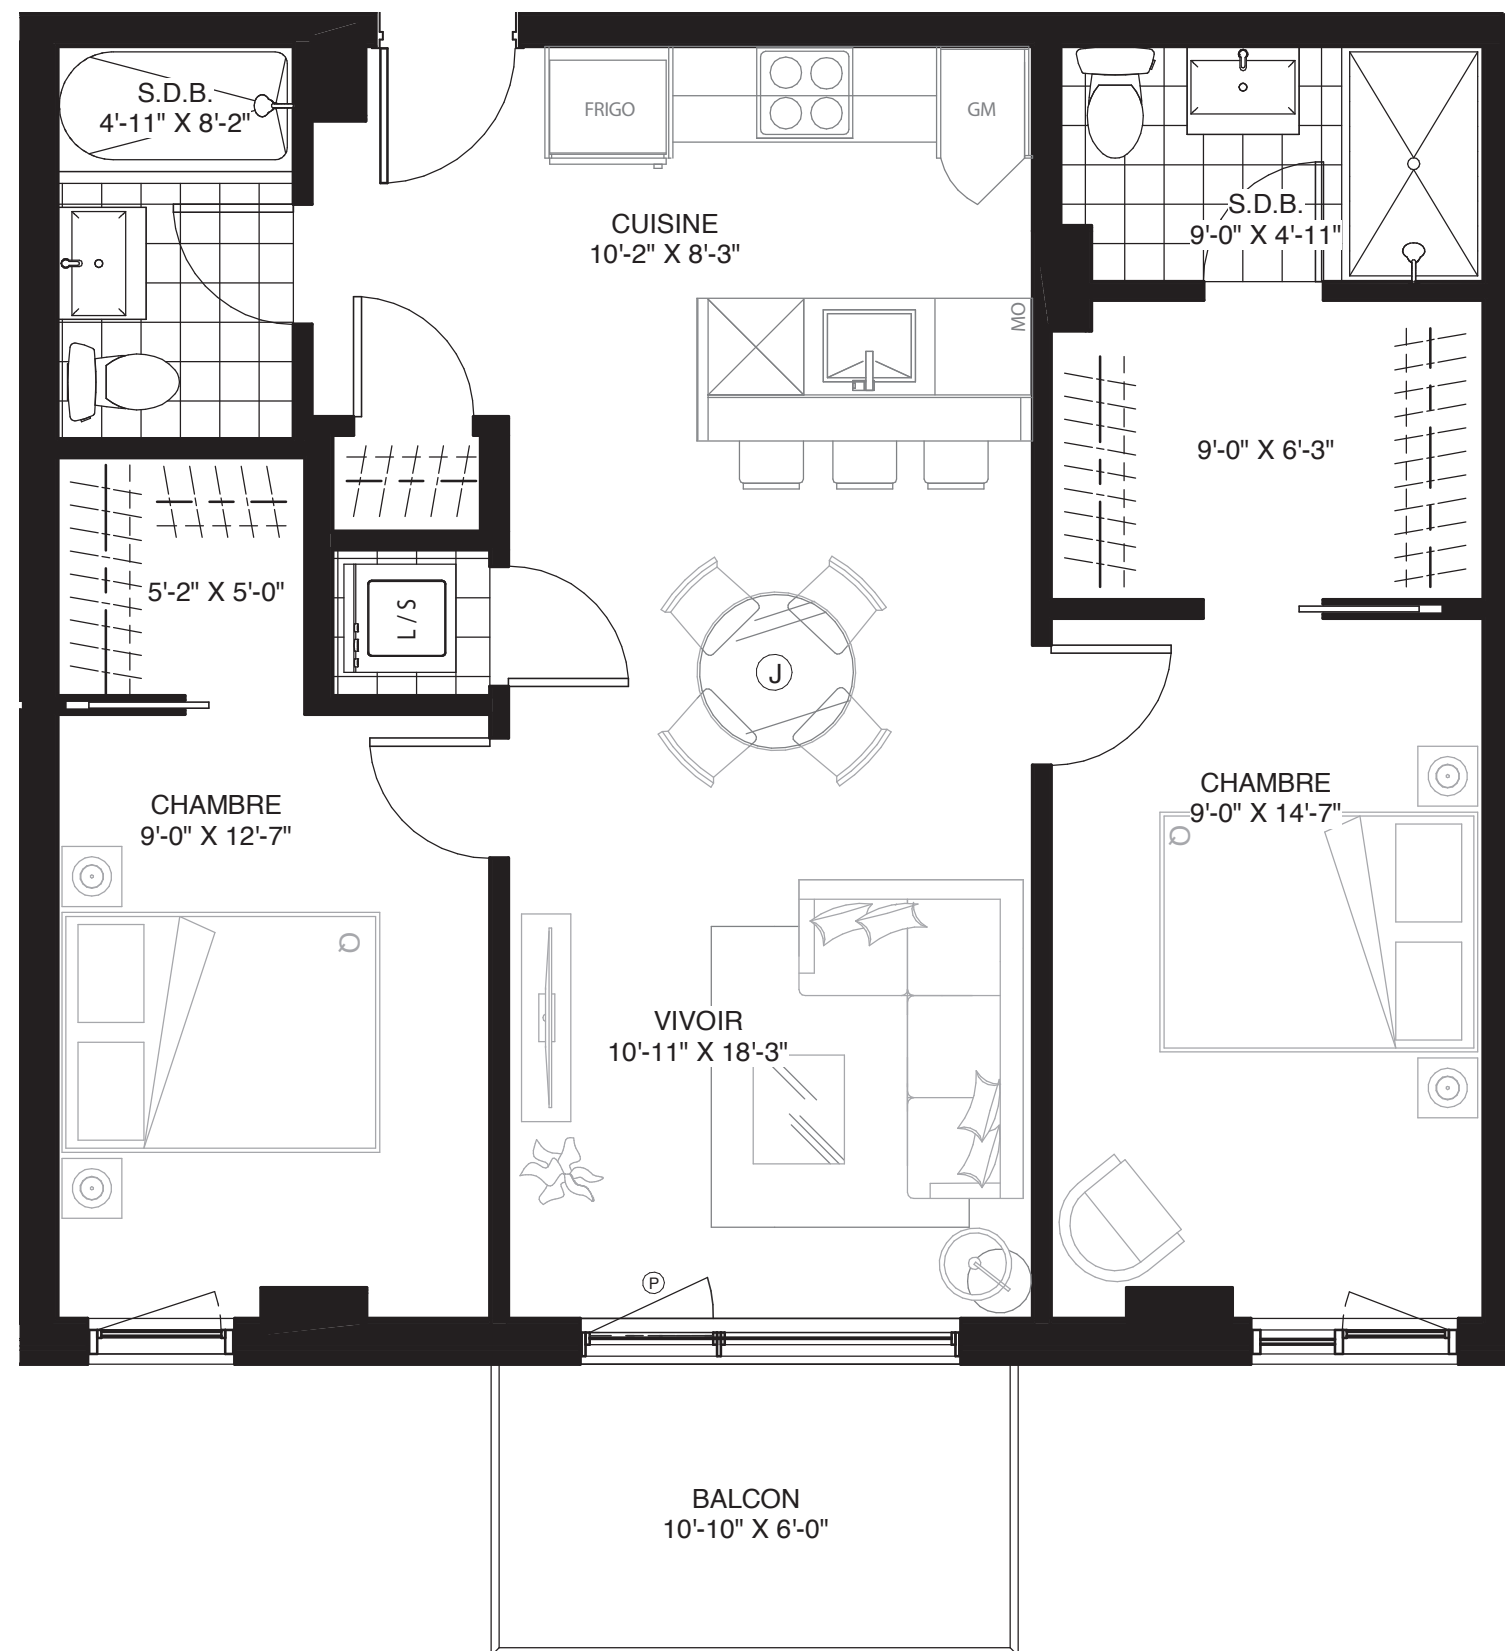 S.D.B.
4'-11" X 8'-2"
FRIGO
GM
CUISINE
10'-2" X 8'-3"
S.D.B.
9'-0" X 4'-11"
MO
9'-0" X 6'-3"
5'-2" X 5'-0"
L/S
J
CHAMBRE
9'-0" X 12'-7"
CHAMBRE
9'-0" X 14'-7"
Q
Q
VIVOIR
10'-11" X 18'-3"
P
BALCON
10'-10" X 6'-0"